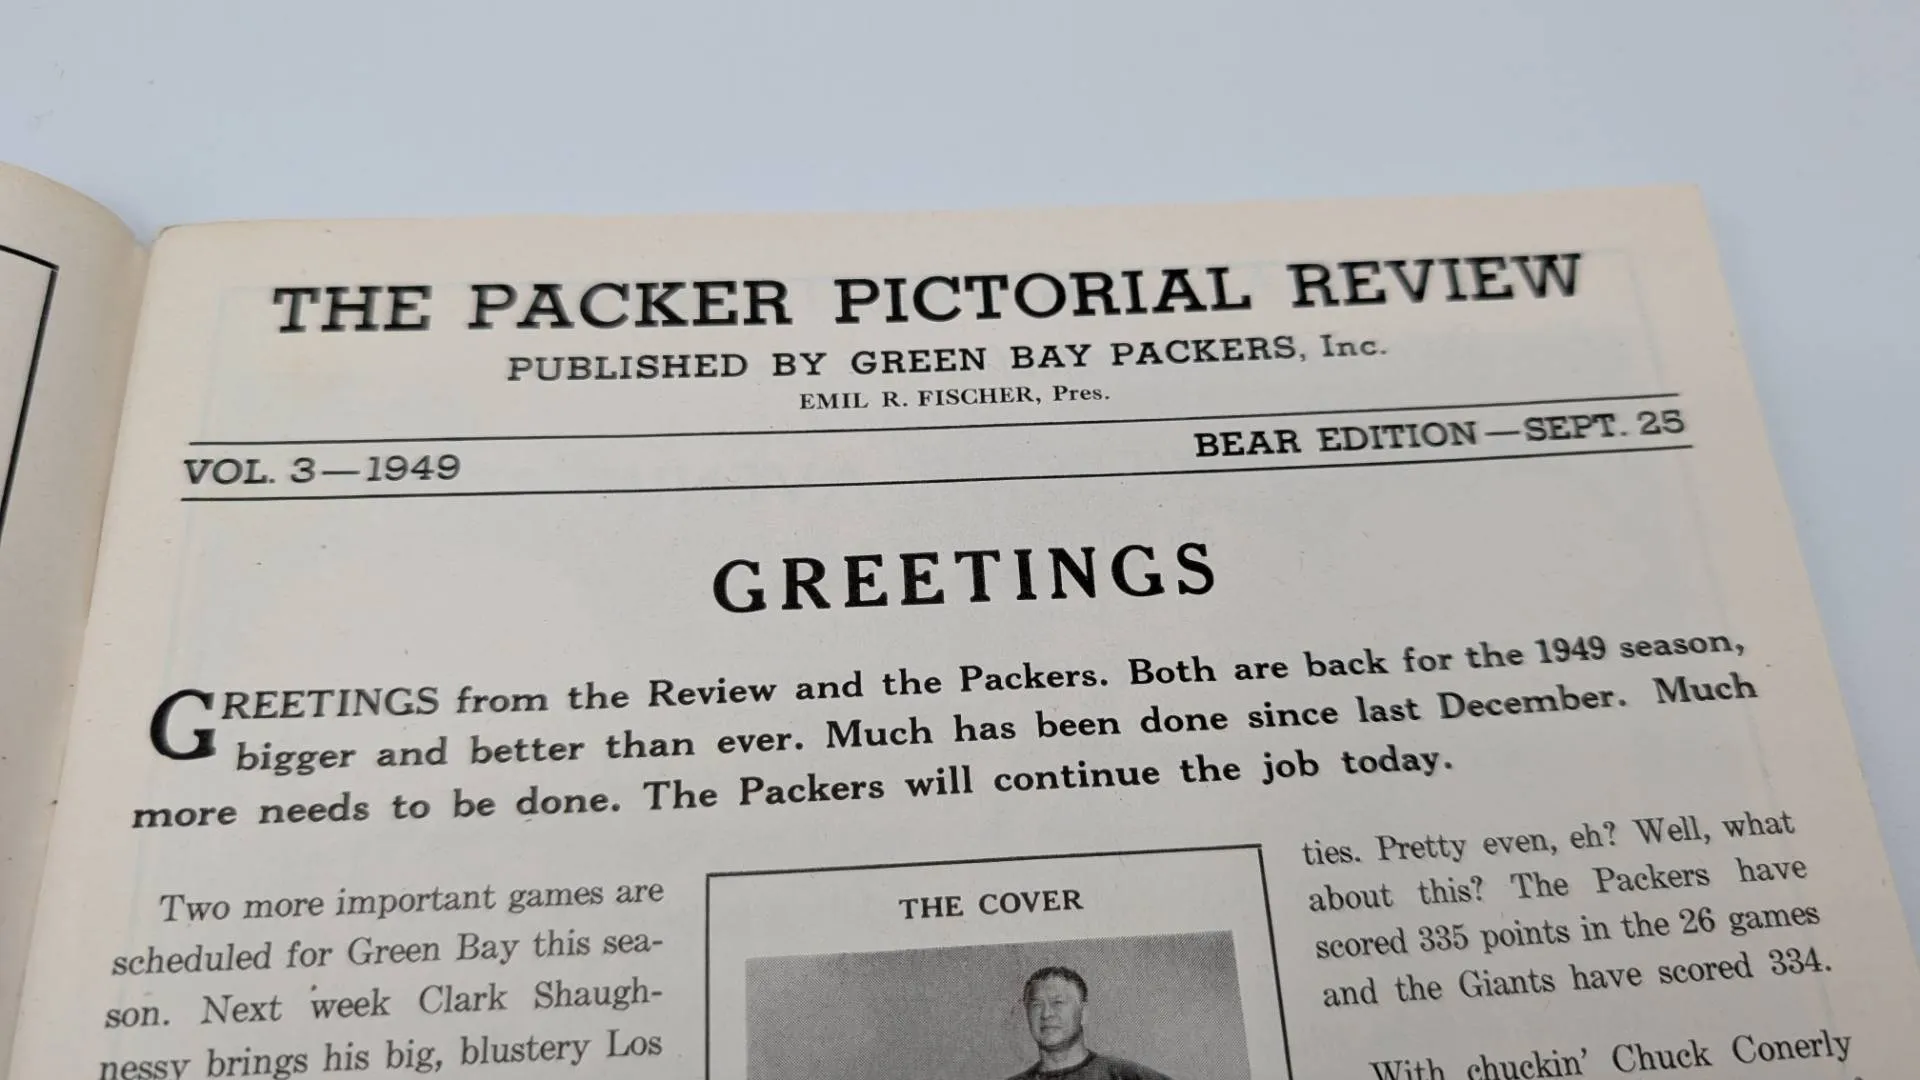 THE PACKER PICTORIAL REVIEW
PUBLISHED BY GREEN BAY PACKERS, Inc.
EMIL R. FISCHER, Pres.
VOL. 3—1949
BEAR EDITION—SEPT. 25
GREETINGS
GREETINGS from the Review and the Packers. Both are back for the 1949 season,
bigger and better than ever. Much has been done since last December. Much
more needs to be done. The Packers will continue the job today.
Two more important games are
scheduled for Green Bay this sea-
son. Next week Clark Shaugh-
nessy brings his big, blustery Los
THE COVER
ties. Pretty even, eh? Well, what
about this? The Packers have
scored 335 points in the 26 games
and the Giants have scored 334.
With chuckin' Chuck Conerly